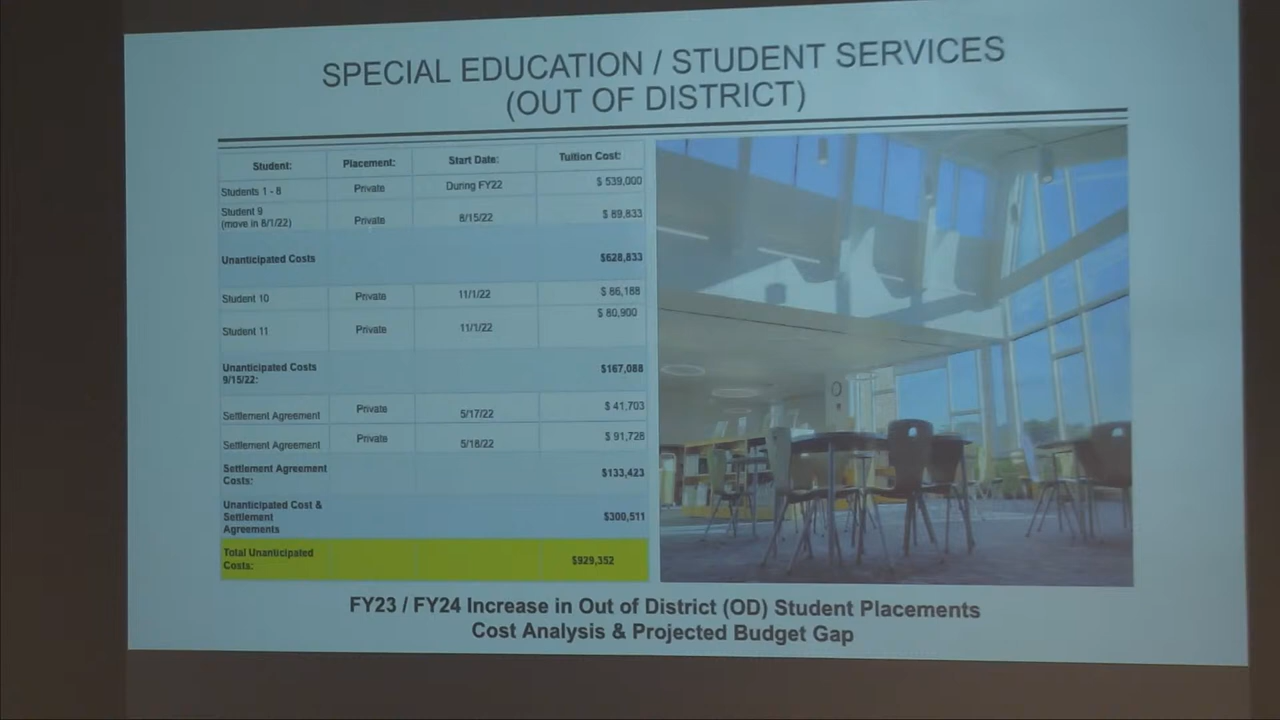 SPECIAL EDUCATION / STUDENT SERVICES
(OUT OF DISTRICT)
Student: Placement: Start Date: Tuition Cost:
Students 1 - 8 Private During FY22 $ 539,000
Student 9
(move in 8/1/22) Private 8/15/22 $ 89,833
Unanticipated Costs $628,833
Student 10 Private 11/1/22 $ 86,188
Student 11 Private 11/1/22 $ 80,900
Unanticipated Costs
9/15/22: $167,088
Settlement Agreement Private 5/17/22 $ 41,703
Settlement Agreement Private 5/18/22 $ 91,728
Settlement Agreement
Costs: $133,423
Unanticipated Cost &
Settlement
Agreements $300,511
Total Unanticipated
Costs: $929,352
FY23 / FY24 Increase in Out of District (OD) Student Placements
Cost Analysis & Projected Budget Gap